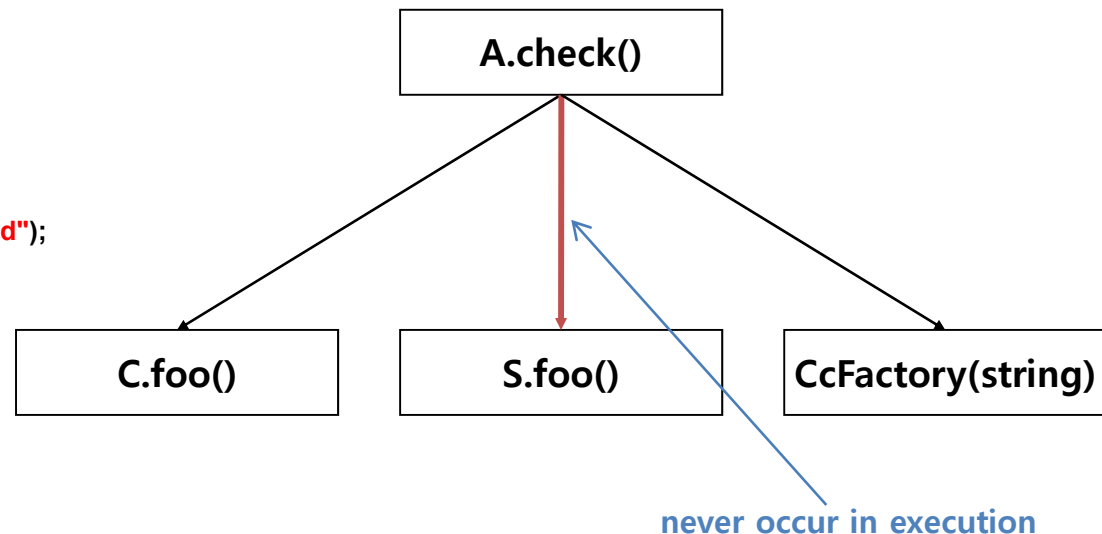 A.check()
d");
C.foo()
S.foo()
CcFactory(string)
never occur in execution